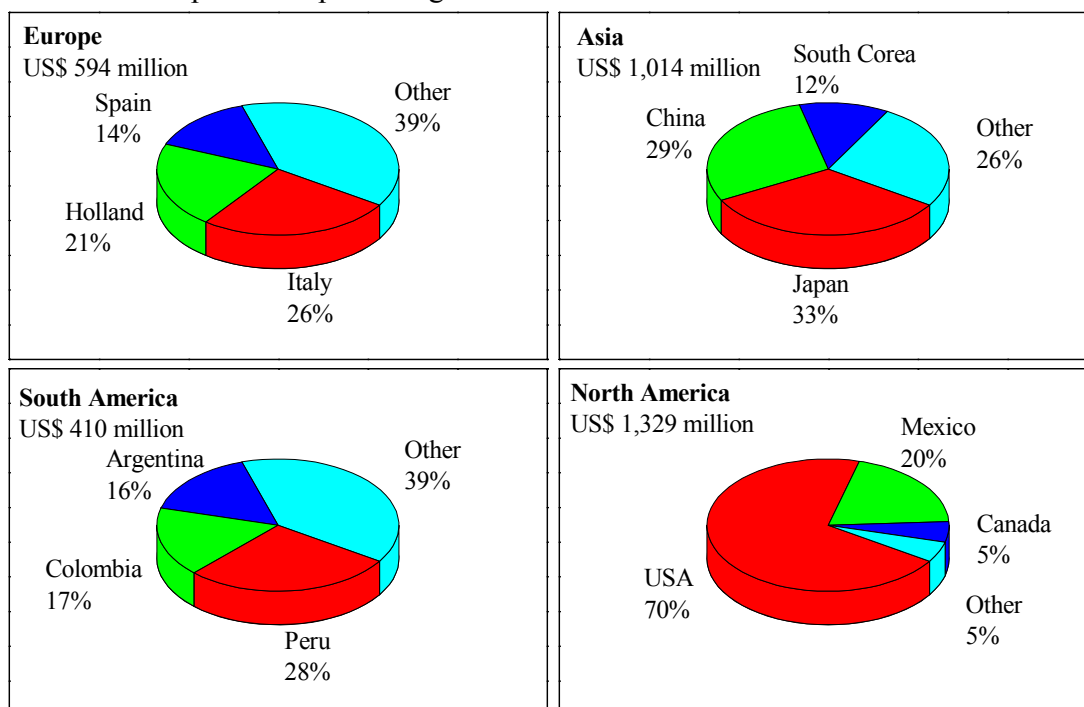 Europe
US$ 594 million
Spain
14%
Other
39%
Holland
21%
Italy
26%
Asia
US$ 1,014 million
South Corea
12%
China
29%
Other
26%
Japan
33%
South America
US$ 410 million
Argentina
16%
Other
39%
Colombia
17%
Peru
28%
North America
US$ 1,329 million
Mexico
20%
Canada
5%
USA
70%
Other
5%